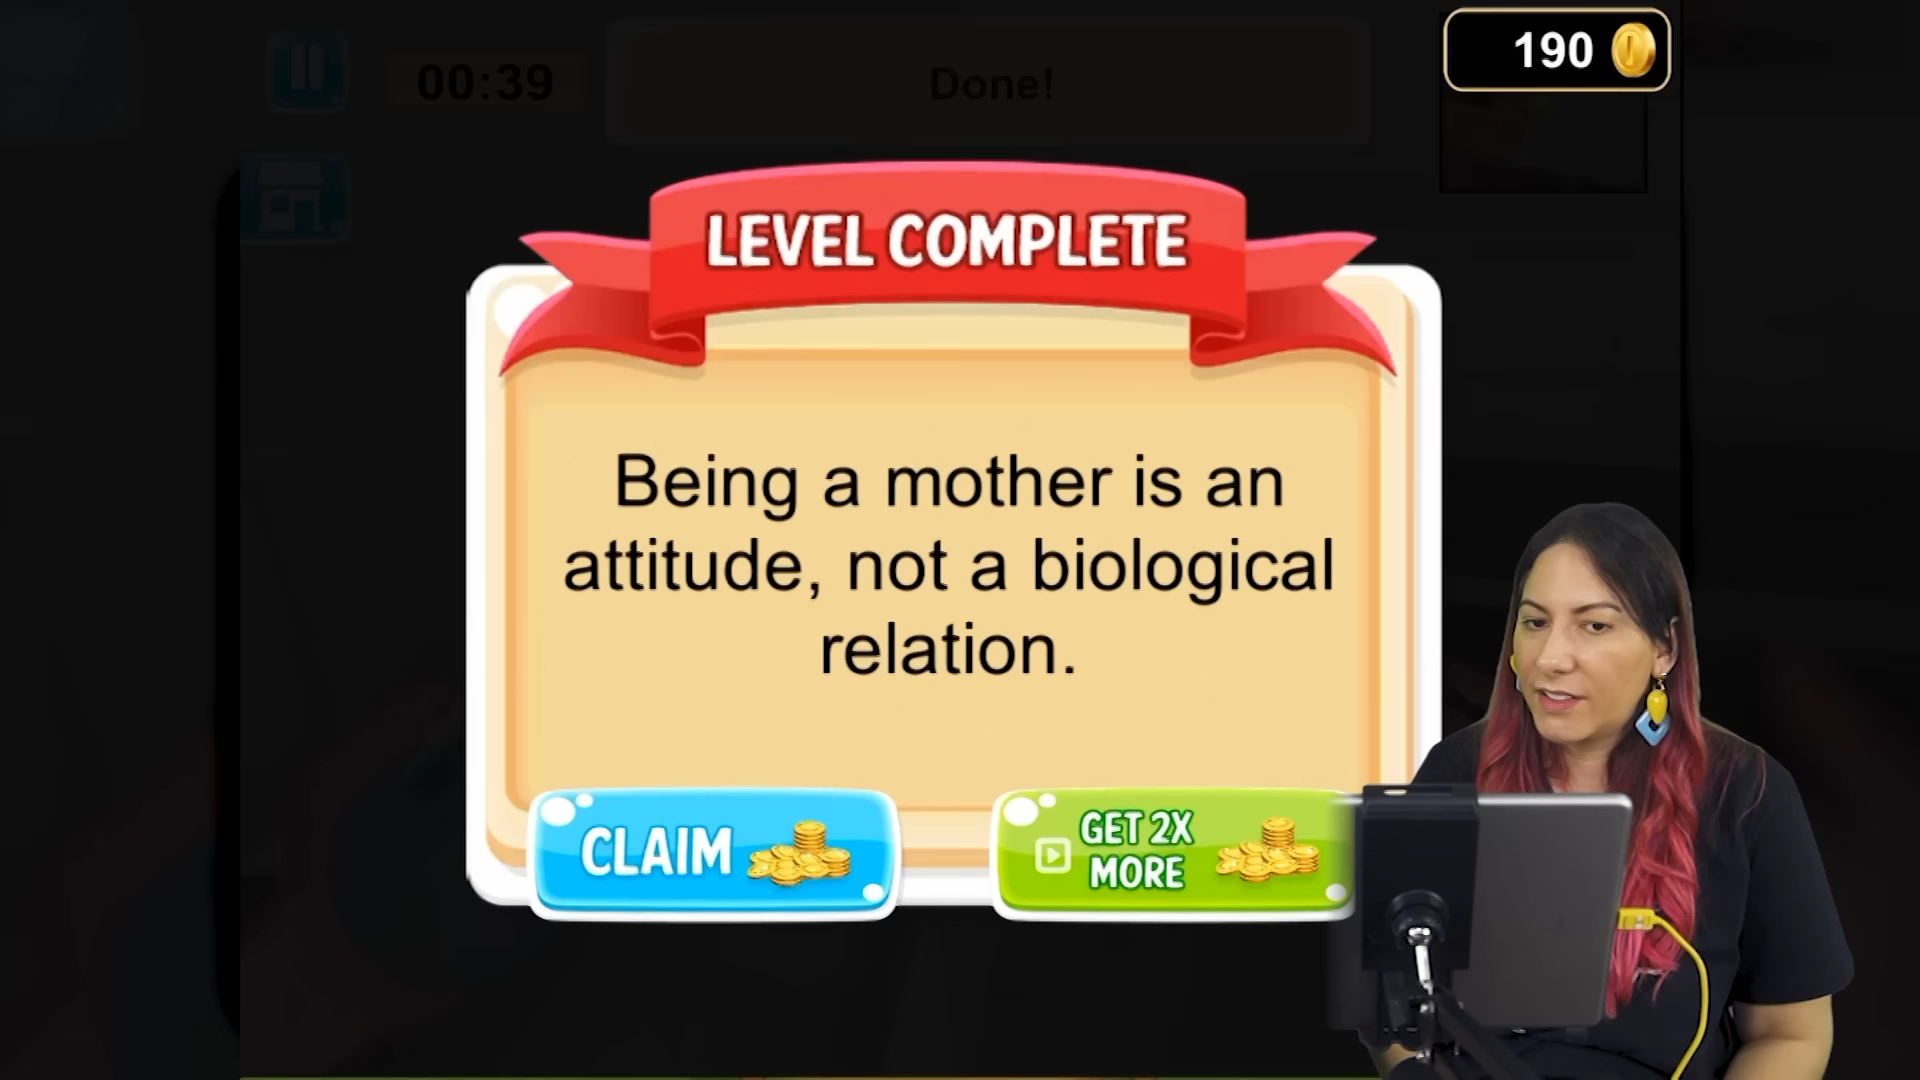 00:39
Done!
190
LEVEL COMPLETE
Being a mother is an
attitude, not a biological
relation.
CLAIM
GET 2X
MORE